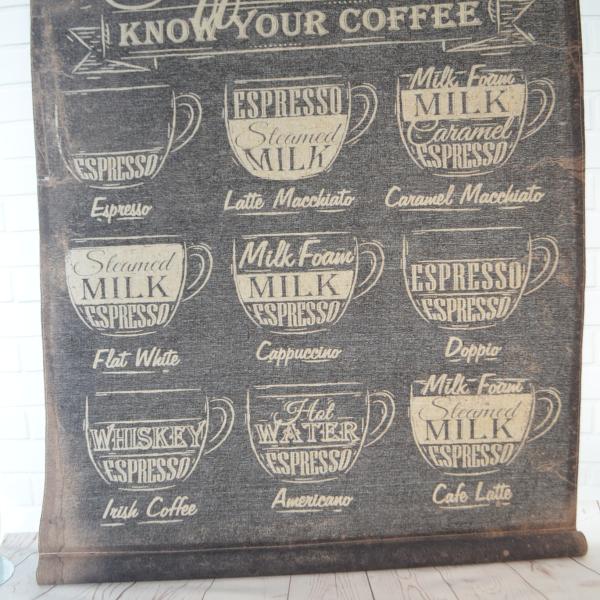 KNOW YOUR COFFEE
ESPRESSO
Espresso
ESPRESSO
Steamed
MILK
Latte Macchiato
Milk Foam
MILK
Caramel
ESPRESSO
Caramel Macchiato
Steamed
MILK
ESPRESSO
Flat White
Milk Foam
MILK
ESPRESSO
Cappuccino
ESPRESSO
ESPRESSO
Doppio
WHISKEY
ESPRESSO
Irish Coffee
Hot
WATER
ESPRESSO
Americano
Milk Foam
Steamed
MILK
ESPRESSO
Cafe Latte